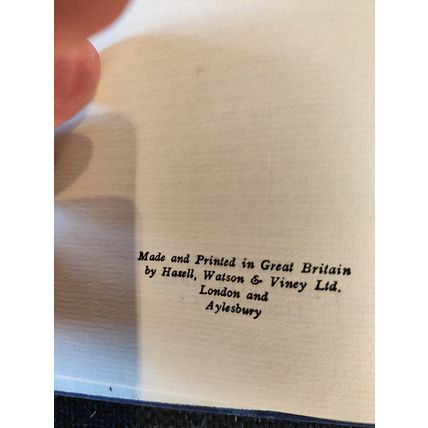 Made and Printed in Great Britain
by Hazell, Watson & Viney Ltd.
London and
Aylesbury